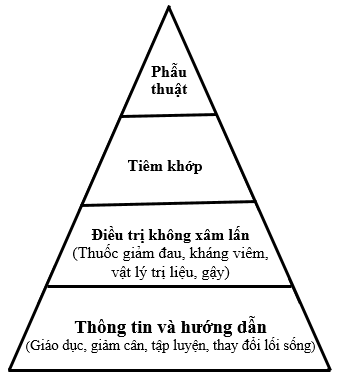 Phẫu
thuật
Tiêm khớp
Điều trị không xâm lấn
(Thuốc giảm đau, kháng viêm,
vật lý trị liệu, gậy)
Thông tin và hướng dẫn
(Giáo dục, giảm cân, tập luyện, thay đổi lối sống)